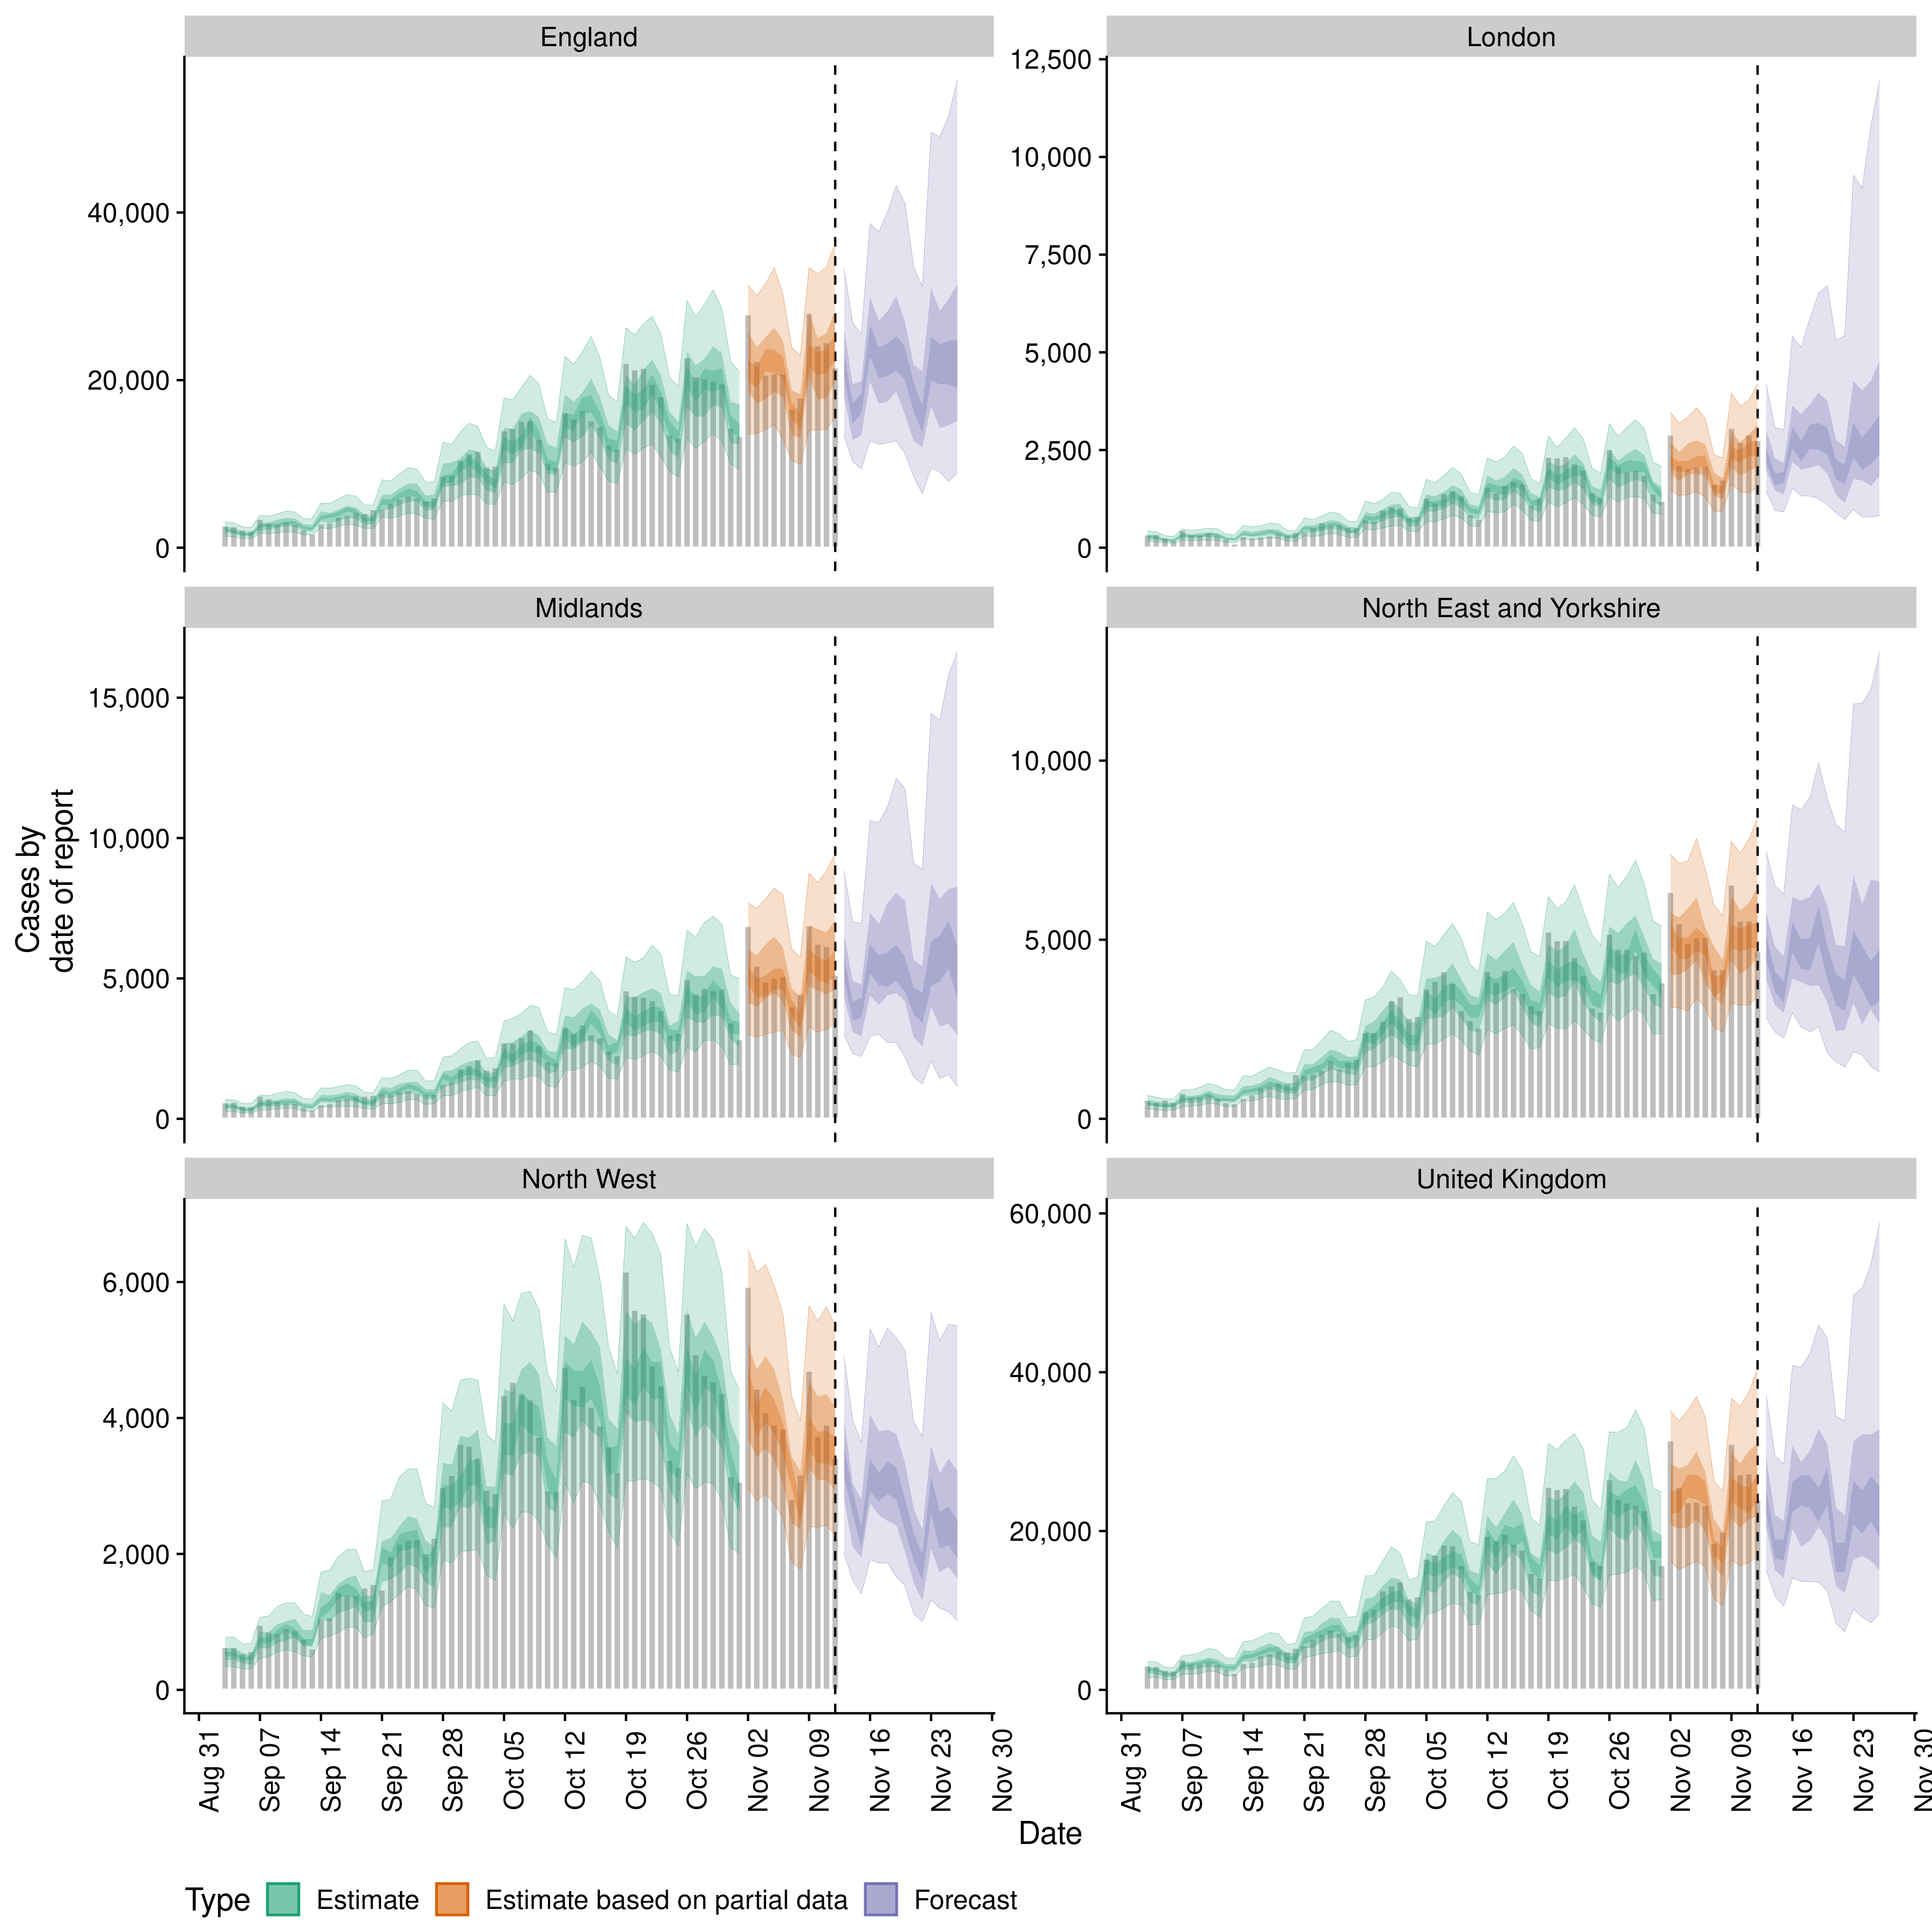 England
London
40,000
20,000
0
12,500
10,000
7,500
5,000
2,500
0
Midlands
North East and Yorkshire
15,000
10,000
5,000
0
10,000
5,000
0
Cases by
date of report
North West
United Kingdom
6,000
4,000
2,000
0
60,000
40,000
20,000
0
Aug 31
Sep 07
Sep 14
Sep 21
Sep 28
Oct 05
Oct 12
Oct 19
Oct 26
Nov 02
Nov 09
Nov 16
Nov 23
Nov 30
Aug 31
Sep 07
Sep 14
Sep 21
Sep 28
Oct 05
Oct 12
Oct 19
Oct 26
Nov 02
Nov 09
Nov 16
Nov 23
Nov 30
Date
Type Estimate Estimate based on partial data Forecast